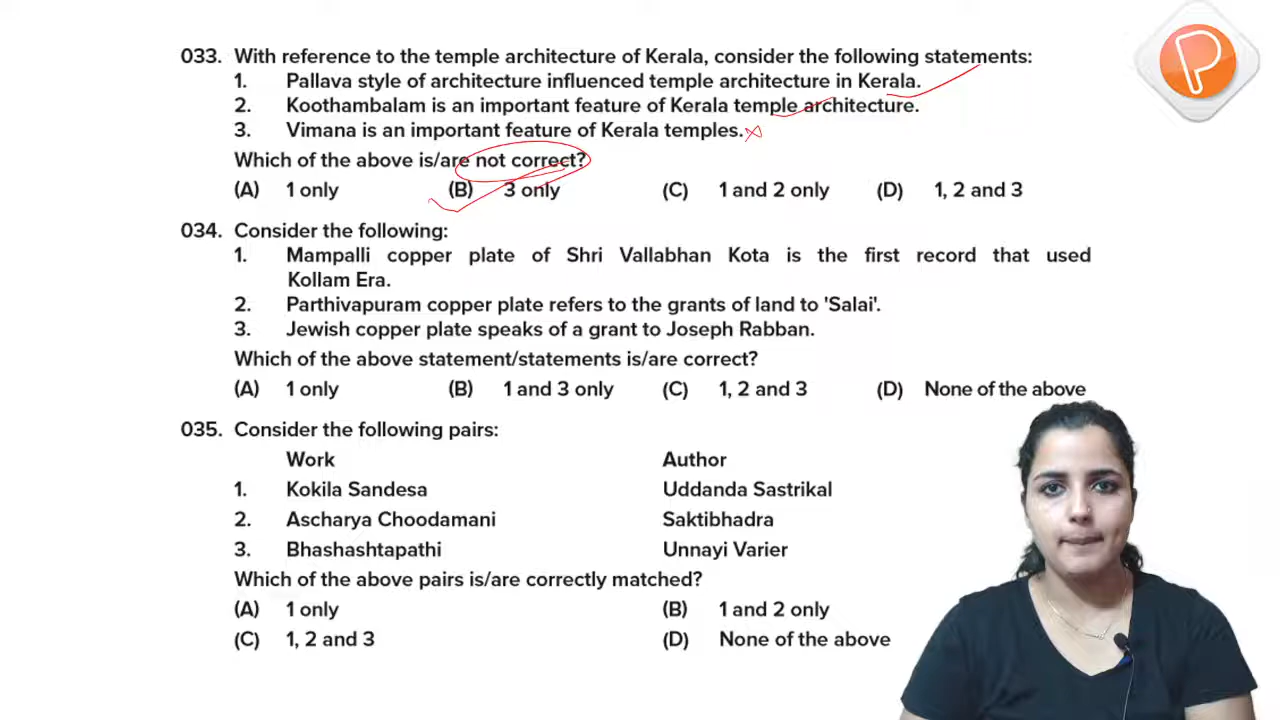 033. With reference to the temple architecture of Kerala, consider the following statements:
1. Pallava style of architecture influenced temple architecture in Kerala.
2. Koothambalam is an important feature of Kerala temple architecture.
3. Vimana is an important feature of Kerala temples.
Which of the above is/are not correct?
(A) 1 only (B) 3 only (C) 1 and 2 only (D) 1, 2 and 3
034. Consider the following:
1. Mampalli copper plate of Shri Vallabhan Kota is the first record that used
Kollam Era.
2. Parthivapuram copper plate refers to the grants of land to 'Salai'.
3. Jewish copper plate speaks of a grant to Joseph Rabban.
Which of the above statement/statements is/are correct?
(A) 1 only (B) 1 and 3 only (C) 1, 2 and 3 (D) None of the above
035. Consider the following pairs:
Work Author
1. Kokila Sandesa Uddanda Sastrikal
2. Ascharya Choodamani Saktibhadra
3. Bhashashtapathi Unnayi Varier
Which of the above pairs is/are correctly matched?
(A) 1 only (B) 1 and 2 only
(C) 1, 2 and 3 (D) None of the above